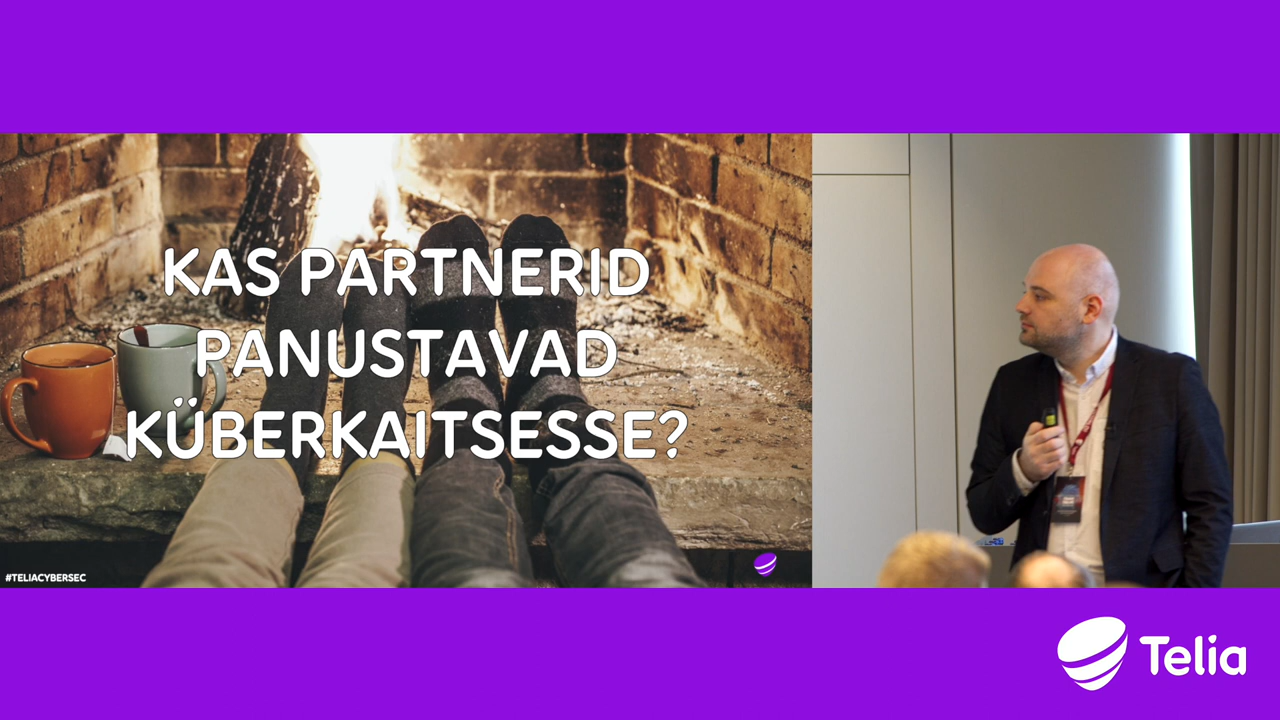 KAS PARTNERID
PANUSTAVAD
KÜBERKAITSESSE?
#TELIACYBERSEC
Telia